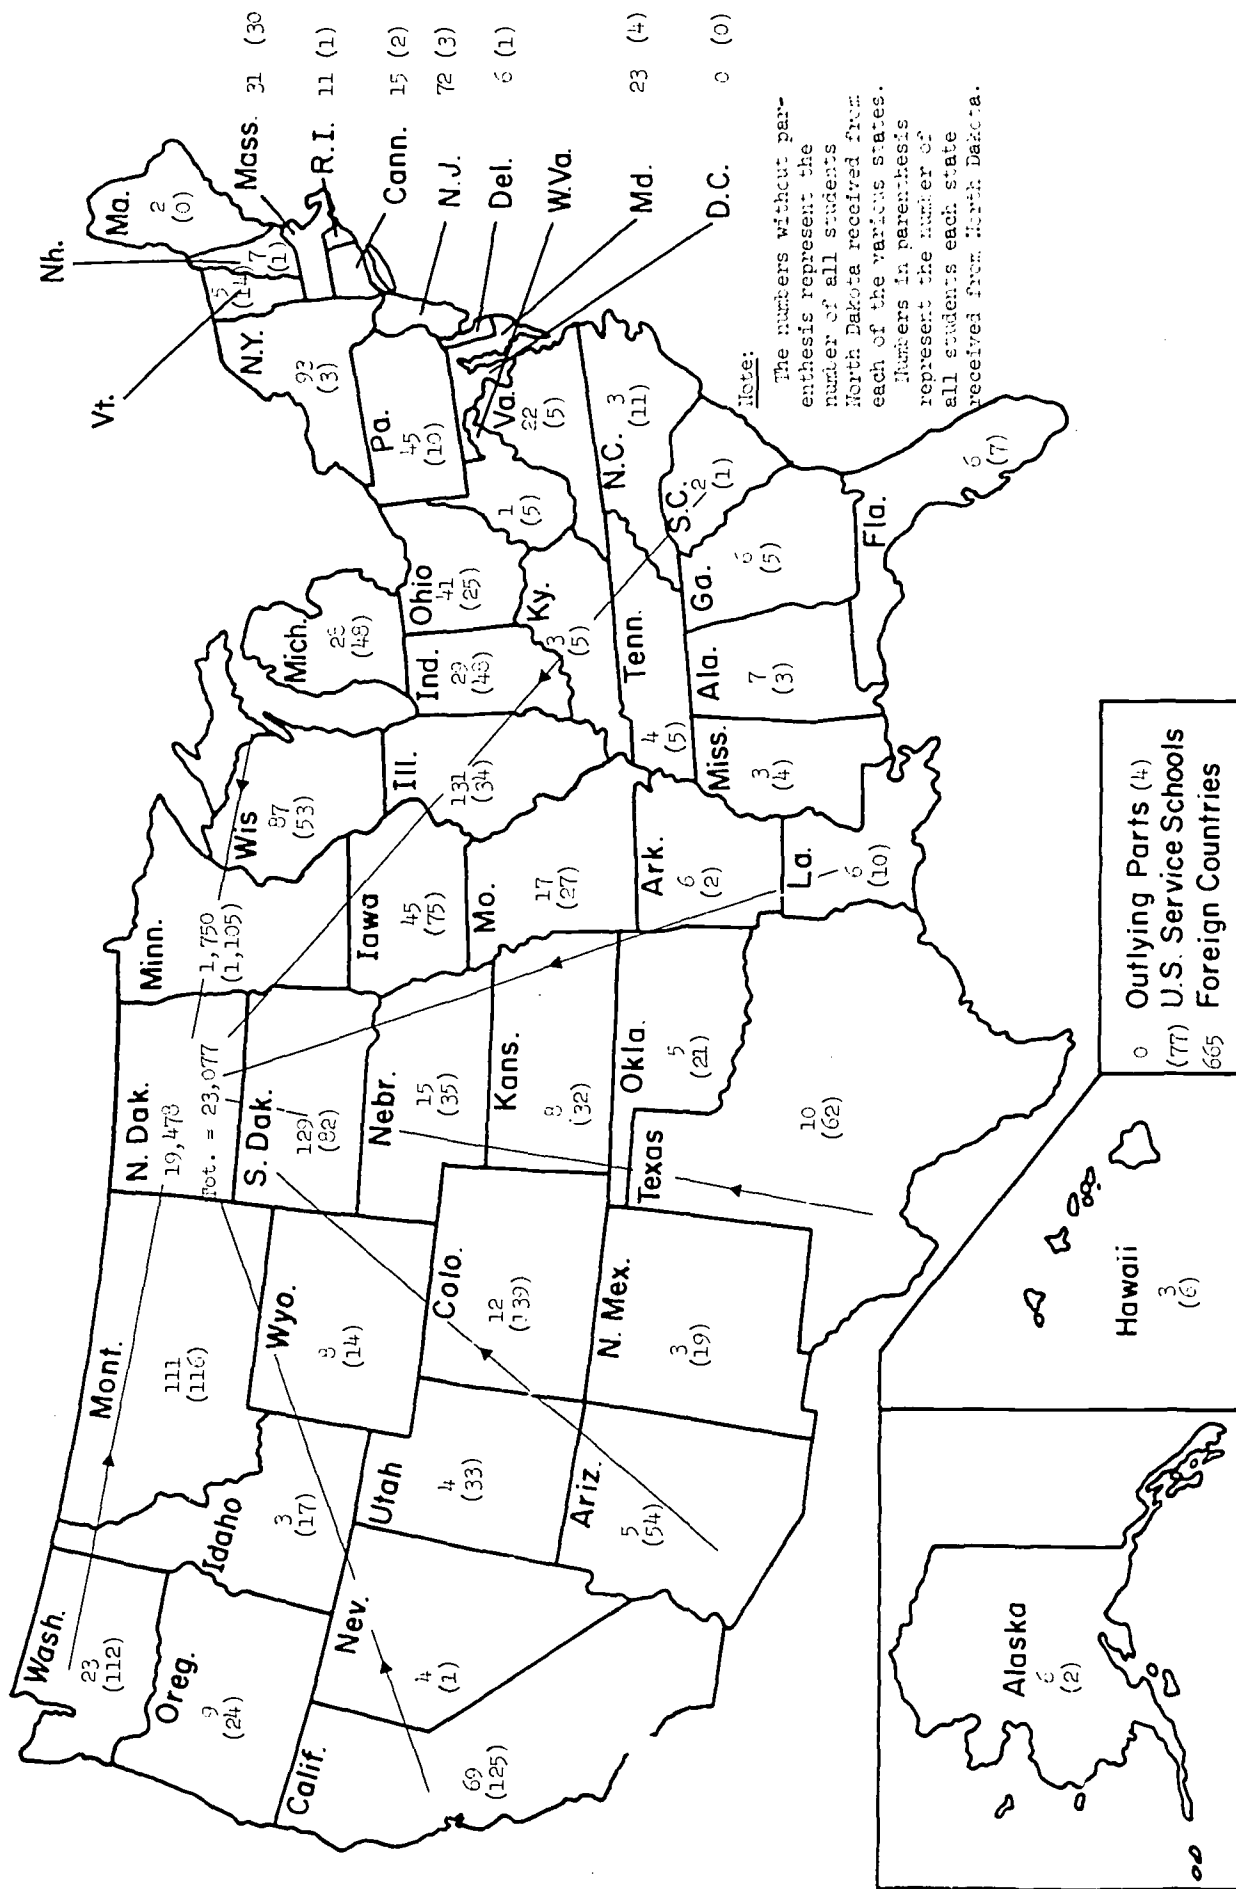 Wash.
23
(112)
Oreg.
9
(24)
Calif.
69
(125)
Nev.
4
(1)
Idaho
3
(17)
Mont.
111
(116)
Wyo.
8
(14)
Utah
4
(33)
Ariz.
5
(54)
Colo.
12
(139)
N. Mex.
3
(19)
N. Dak.
19,478
Tot. = 23,077
S. Dak.
129
(82)
Nebr.
15
(35)
Kans.
8
(32)
Okla.
5
(21)
Texas
10
(62)
Minn.
1,750
(1,105)
Iowa
45
(75)
Mo.
17
(27)
Ark.
6
(2)
La.
6
(10)
Wis
87
(53)
Ill.
131
(34)
Mich.
28
(48)
Ind.
29
(48)
Ohio
41
(25)
Ky.
3
(5)
Tenn.
4
(5)
Miss.
3
(4)
Ala.
7
(3)
Ga.
6
(5)
Fla.
6
(7)
S.C.
2
(1)
N.C.
3
(11)
Va.
22
(5)
1
(5)
Pa.
45
(10)
N.Y.
93
(3)
Vt.
5
(14)
Nh.
7
(1)
Ma.
2
(0)
Mass. 31 (30
R.I. 11 (1)
Cann. 15 (2)
N.J. 72 (3)
Del. 6 (1)
W.Va.
Md. 23 (4)
D.C. 0 (0)
Note:
The numbers without par-
enthesis represent the
number of all students
North Dakota received from
each of the various states.
Numbers in parenthesis
represent the number of
all students each state
received from North Dakota.
Alaska
6
(2)
Hawaii
3
(6)
0 Outlying Parts (4)
(77) U.S. Service Schools
665 Foreign Countries